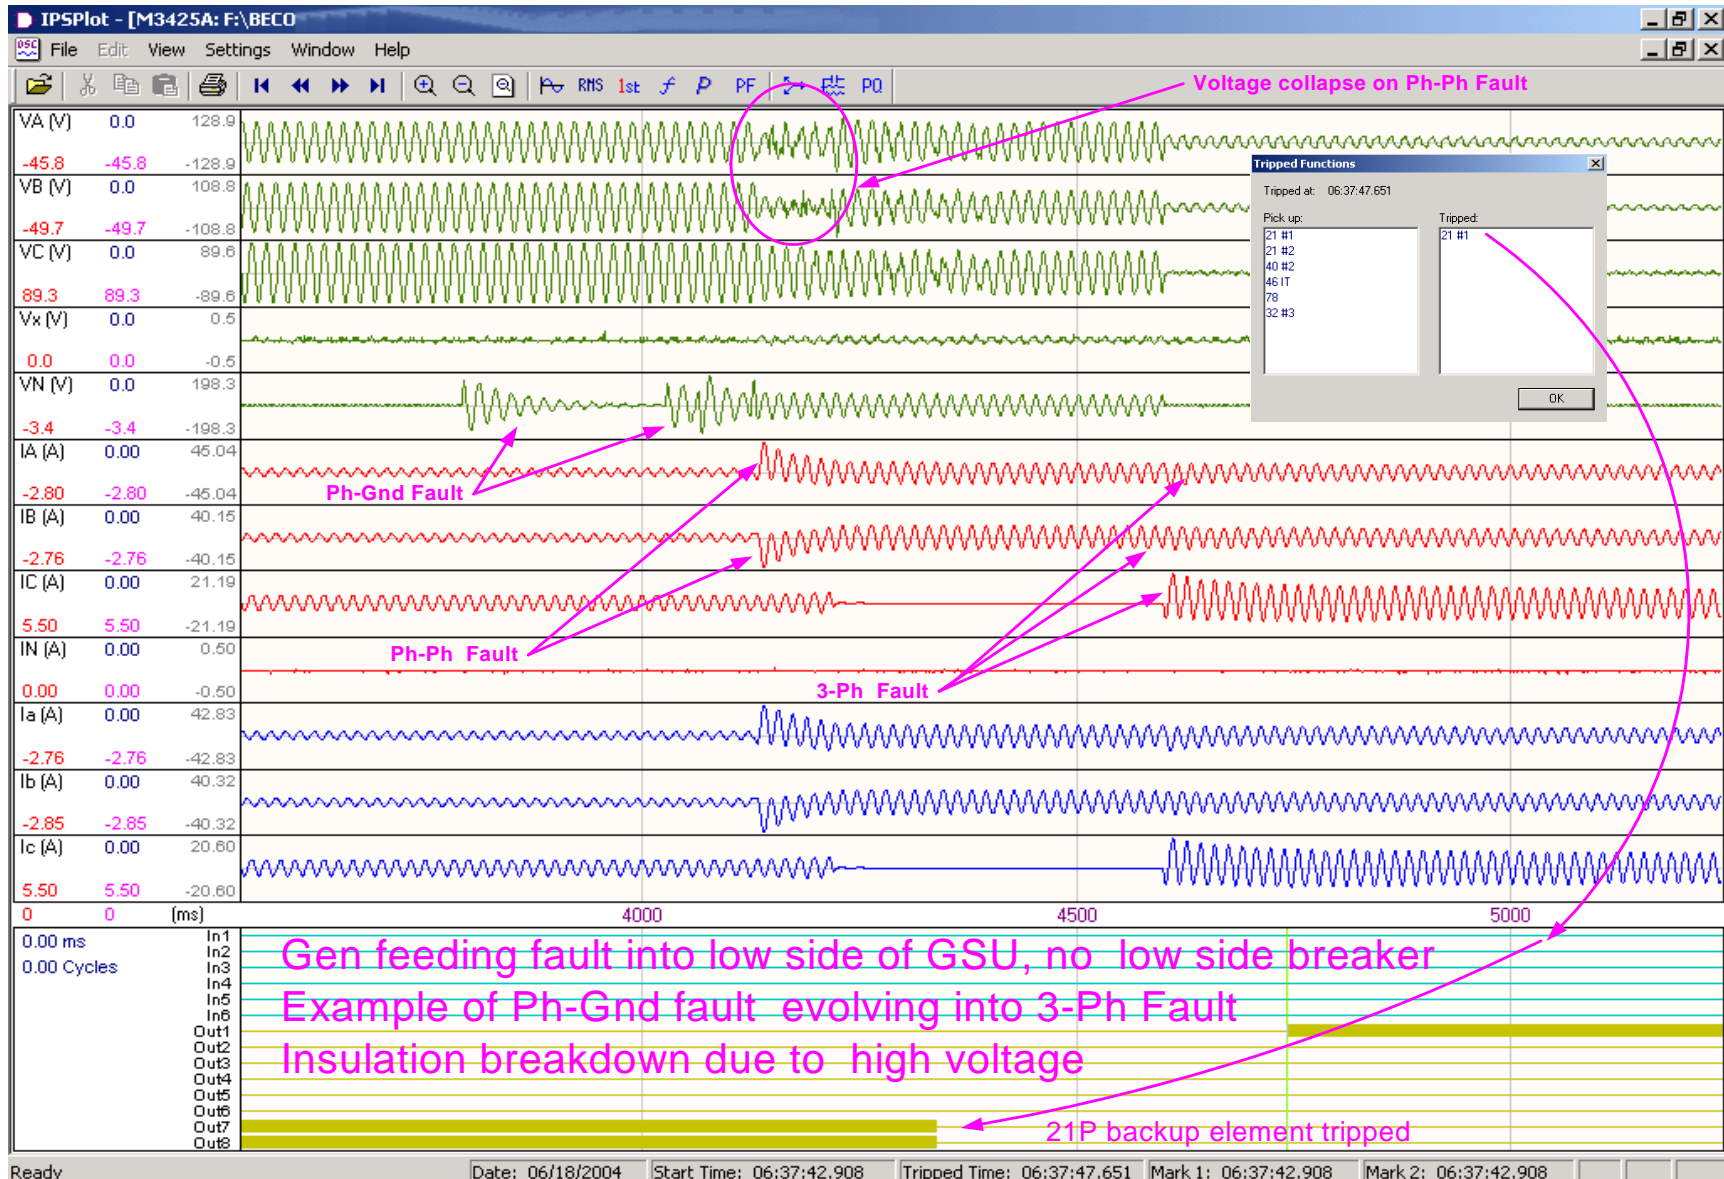 IPSPlot - [M3425A: F:\BECO
File Edit View Settings Window Help
RMS 1st f P PF PQ
Voltage collapse on Ph-Ph Fault
VA (V) 0.0 128.9
-45.8 -45.8 -128.9
VB (V) 0.0 108.8
-49.7 -49.7 -108.8
VC (V) 0.0 89.6
89.3 89.3 -89.6
Vx (V) 0.0 0.5
0.0 0.0 -0.5
VN (V) 0.0 198.3
-3.4 -3.4 -198.3
IA (A) 0.00 45.04
-2.80 -2.80 -45.04
IB (A) 0.00 40.15
-2.76 -2.76 -40.15
IC (A) 0.00 21.19
5.50 5.50 -21.19
IN (A) 0.00 0.50
0.00 0.00 -0.50
Ia (A) 0.00 42.83
-2.76 -2.76 -42.83
Ib (A) 0.00 40.32
-2.85 -2.85 -40.32
Ic (A) 0.00 20.60
5.50 5.50 -20.60
Tripped Functions
Tripped at: 06:37:47.651
Pick up: Tripped:
21 #1 21 #1
21 #2
40 #2
46 IT
78
32 #3
OK
Ph-Gnd Fault
Ph-Ph Fault
3-Ph Fault
0 0 (ms) 4000 4500 5000
0.00 ms
0.00 Cycles
In1
In2
In3
In4
In5
In6
Out1
Out2
Out3
Out4
Out5
Out6
Out7
Out8
Gen feeding fault into low side of GSU, no low side breaker
Example of Ph-Gnd fault evolving into 3-Ph Fault
Insulation breakdown due to high voltage
21P backup element tripped
Ready Date: 06/18/2004 Start Time: 06:37:42.908 Tripped Time: 06:37:47.651 Mark 1: 06:37:42.908 Mark 2: 06:37:42.908